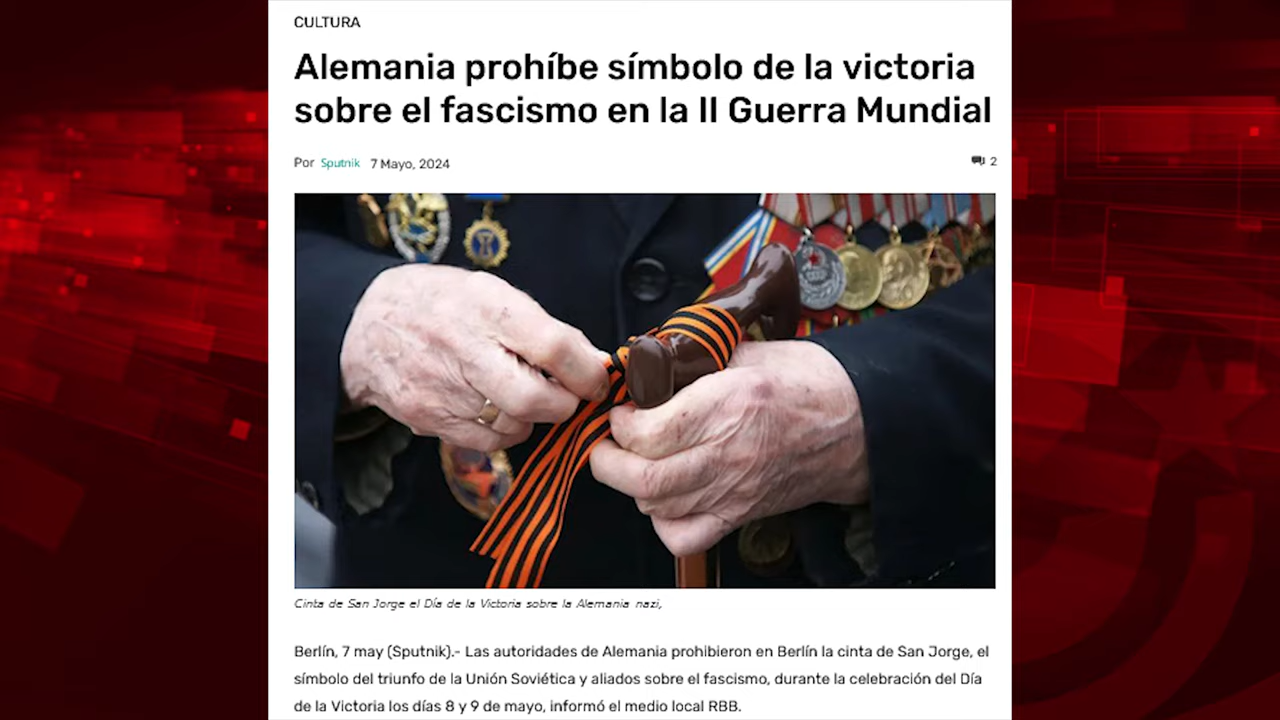 CULTURA
Alemania prohíbe símbolo de la victoria
sobre el fascismo en la II Guerra Mundial
Por Sputnik 7 Mayo, 2024
2
Cinta de San Jorge el Día de la Victoria sobre la Alemania nazi,
Berlín, 7 may (Sputnik).- Las autoridades de Alemania prohibieron en Berlín la cinta de San Jorge, el
símbolo del triunfo de la Unión Soviética y aliados sobre el fascismo, durante la celebración del Día
de la Victoria los días 8 y 9 de mayo, informó el medio local RBB.